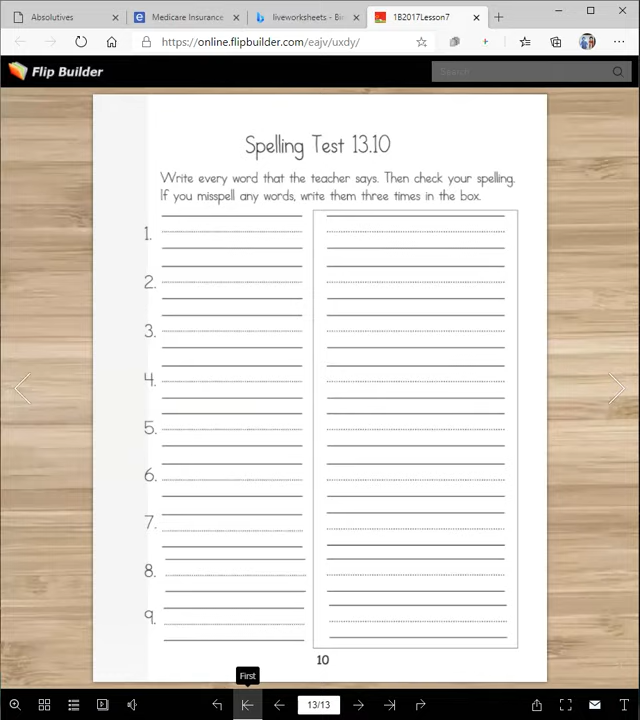 Absolutives
Medicare Insurance
liveworksheets - Bin
1B2017Lesson7
https://online.flipbuilder.com/eajv/uxdy/
Flip Builder
Search
Spelling Test 13.10
Write every word that the teacher says. Then check your spelling.
If you misspell any words, write them three times in the box.
1.
2.
3.
4.
5.
6.
7.
8.
9.
10
First
13/13